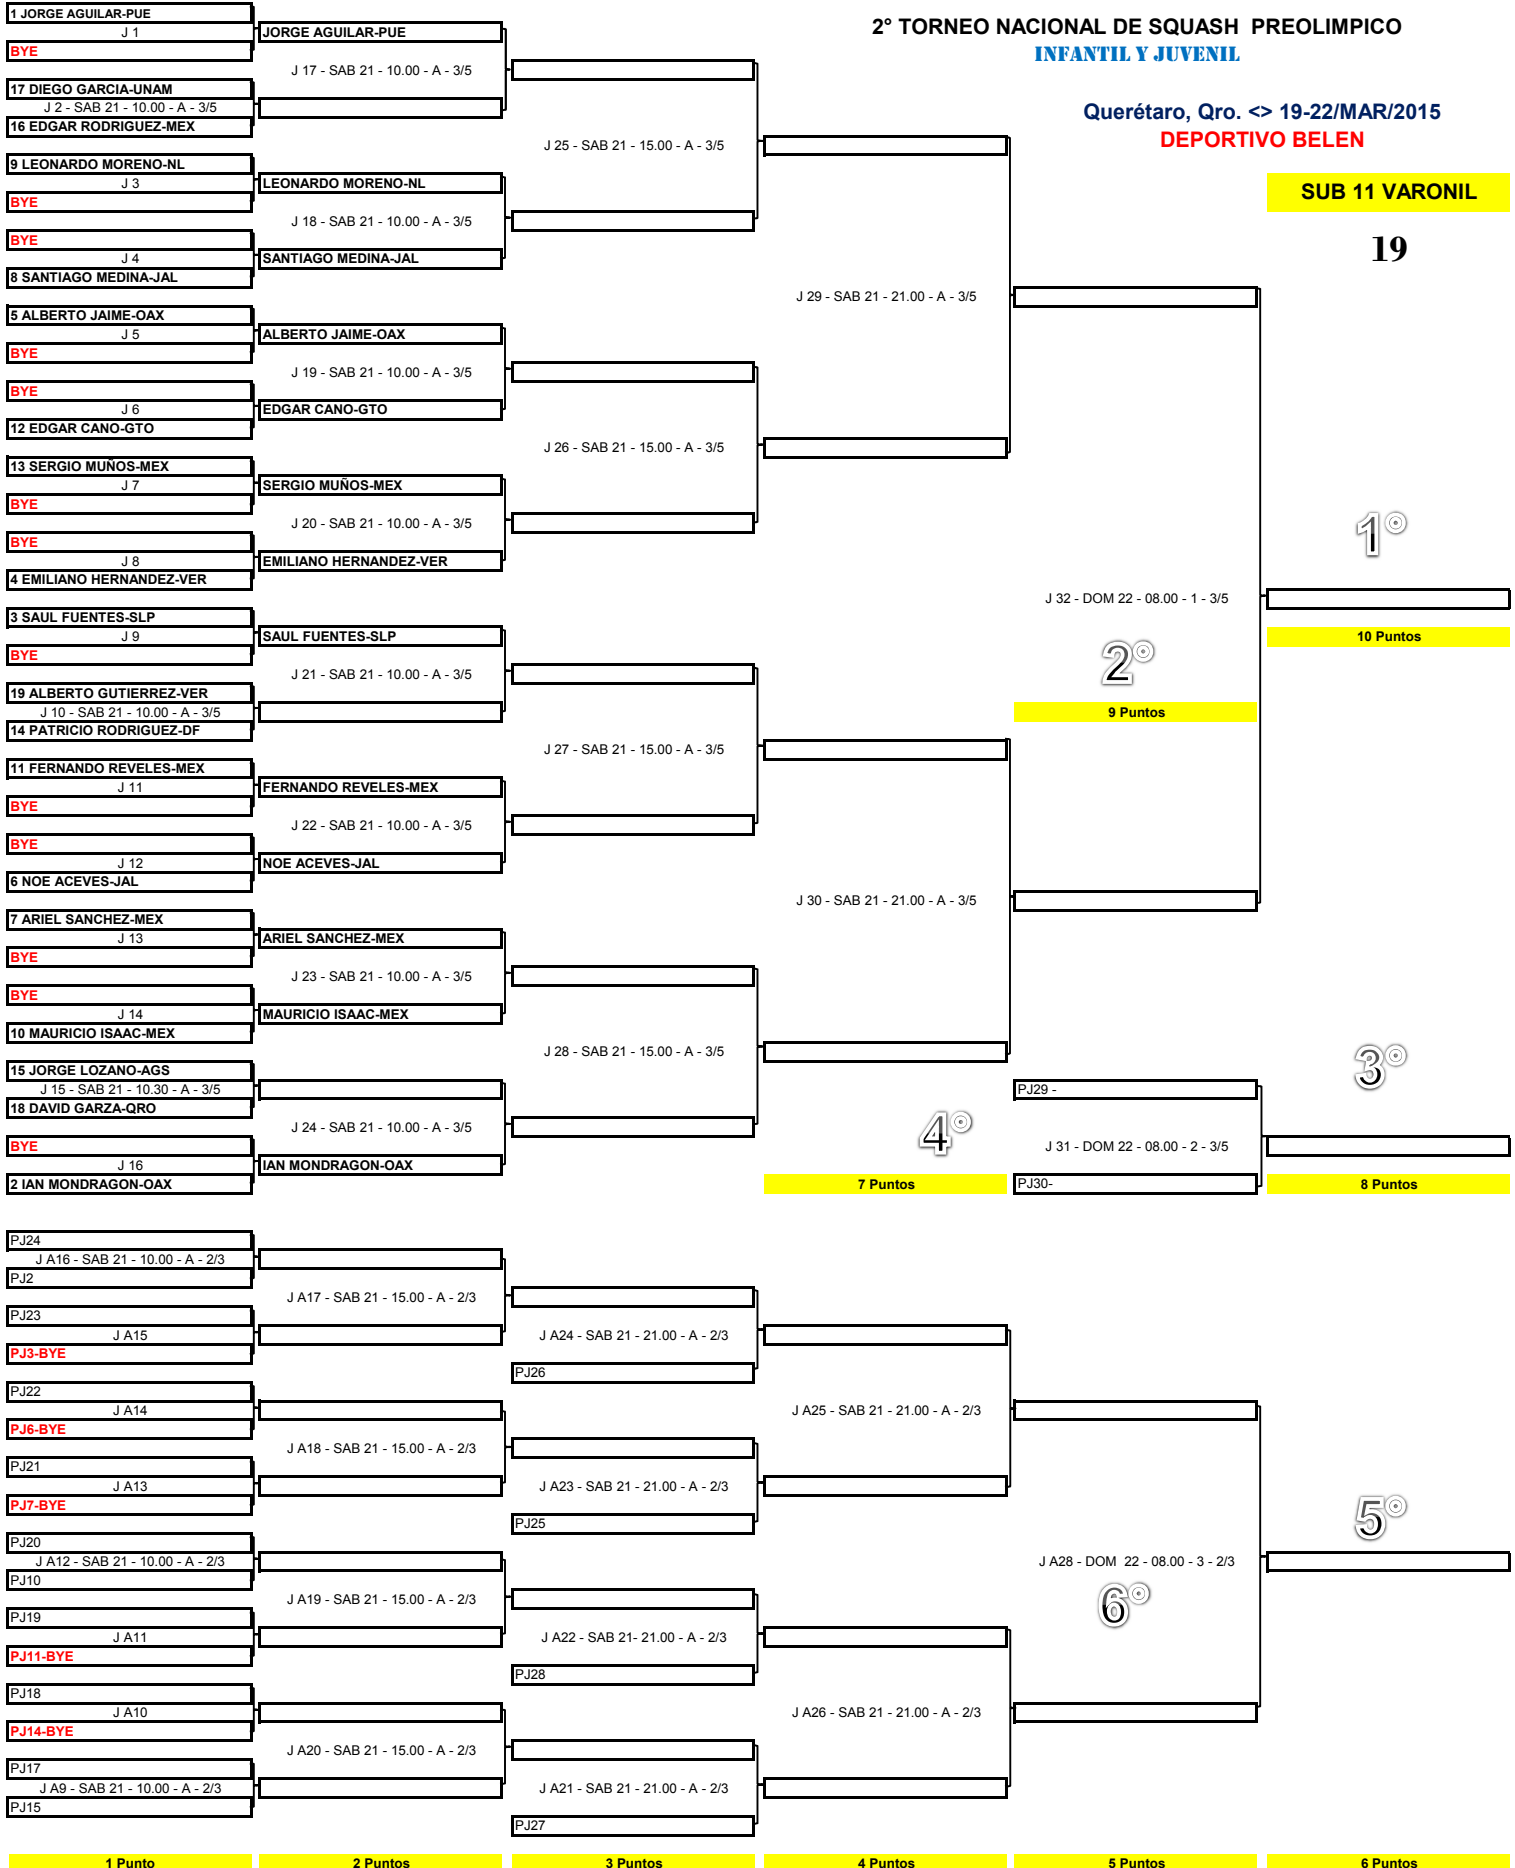 2° TORNEO NACIONAL DE SQUASH PREOLIMPICO
INFANTIL Y JUVENIL
Querétaro, Qro. <> 19-22/MAR/2015
DEPORTIVO BELEN
SUB 11 VARONIL
19
1 JORGE AGUILAR-PUE
J 1
JORGE AGUILAR-PUE
BYE
J 17 - SAB 21 - 10.00 - A - 3/5
17 DIEGO GARCIA-UNAM
J 2 - SAB 21 - 10.00 - A - 3/5
16 EDGAR RODRIGUEZ-MEX
J 25 - SAB 21 - 15.00 - A - 3/5
9 LEONARDO MORENO-NL
J 3
LEONARDO MORENO-NL
BYE
J 18 - SAB 21 - 10.00 - A - 3/5
BYE
J 4
SANTIAGO MEDINA-JAL
8 SANTIAGO MEDINA-JAL
J 29 - SAB 21 - 21.00 - A - 3/5
5 ALBERTO JAIME-OAX
J 5
ALBERTO JAIME-OAX
BYE
J 19 - SAB 21 - 10.00 - A - 3/5
BYE
J 6
EDGAR CANO-GTO
12 EDGAR CANO-GTO
J 26 - SAB 21 - 15.00 - A - 3/5
13 SERGIO MUÑOS-MEX
J 7
SERGIO MUÑOS-MEX
BYE
J 20 - SAB 21 - 10.00 - A - 3/5
1°
BYE
J 8
EMILIANO HERNANDEZ-VER
4 EMILIANO HERNANDEZ-VER
J 32 - DOM 22 - 08.00 - 1 - 3/5
3 SAUL FUENTES-SLP
J 9
SAUL FUENTES-SLP
10 Puntos
BYE
2°
J 21 - SAB 21 - 10.00 - A - 3/5
19 ALBERTO GUTIERREZ-VER
J 10 - SAB 21 - 10.00 - A - 3/5
9 Puntos
14 PATRICIO RODRIGUEZ-DF
J 27 - SAB 21 - 15.00 - A - 3/5
11 FERNANDO REVELES-MEX
J 11
FERNANDO REVELES-MEX
BYE
J 22 - SAB 21 - 10.00 - A - 3/5
BYE
J 12
NOE ACEVES-JAL
6 NOE ACEVES-JAL
J 30 - SAB 21 - 21.00 - A - 3/5
7 ARIEL SANCHEZ-MEX
J 13
ARIEL SANCHEZ-MEX
BYE
J 23 - SAB 21 - 10.00 - A - 3/5
BYE
J 14
MAURICIO ISAAC-MEX
10 MAURICIO ISAAC-MEX
J 28 - SAB 21 - 15.00 - A - 3/5
3°
15 JORGE LOZANO-AGS
J 15 - SAB 21 - 10.30 - A - 3/5
PJ29 -
18 DAVID GARZA-QRO
J 24 - SAB 21 - 10.00 - A - 3/5
4°
BYE
J 31 - DOM 22 - 08.00 - 2 - 3/5
J 16
IAN MONDRAGON-OAX
2 IAN MONDRAGON-OAX
7 Puntos
PJ30-
8 Puntos
PJ24
J A16 - SAB 21 - 10.00 - A - 2/3
PJ2
J A17 - SAB 21 - 15.00 - A - 2/3
PJ23
J A15
J A24 - SAB 21 - 21.00 - A - 2/3
PJ3-BYE
PJ26
PJ22
J A14
J A25 - SAB 21 - 21.00 - A - 2/3
PJ6-BYE
J A18 - SAB 21 - 15.00 - A - 2/3
PJ21
J A13
J A23 - SAB 21 - 21.00 - A - 2/3
PJ7-BYE
PJ25
5°
PJ20
J A12 - SAB 21 - 10.00 - A - 2/3
J A28 - DOM 22 - 08.00 - 3 - 2/3
PJ10
J A19 - SAB 21 - 15.00 - A - 2/3
6°
PJ19
J A11
J A22 - SAB 21- 21.00 - A - 2/3
PJ11-BYE
PJ28
PJ18
J A10
J A26 - SAB 21 - 21.00 - A - 2/3
PJ14-BYE
J A20 - SAB 21 - 15.00 - A - 2/3
PJ17
J A9 - SAB 21 - 10.00 - A - 2/3
J A21 - SAB 21 - 21.00 - A - 2/3
PJ15
PJ27
1 Punto
2 Puntos
3 Puntos
4 Puntos
5 Puntos
6 Puntos